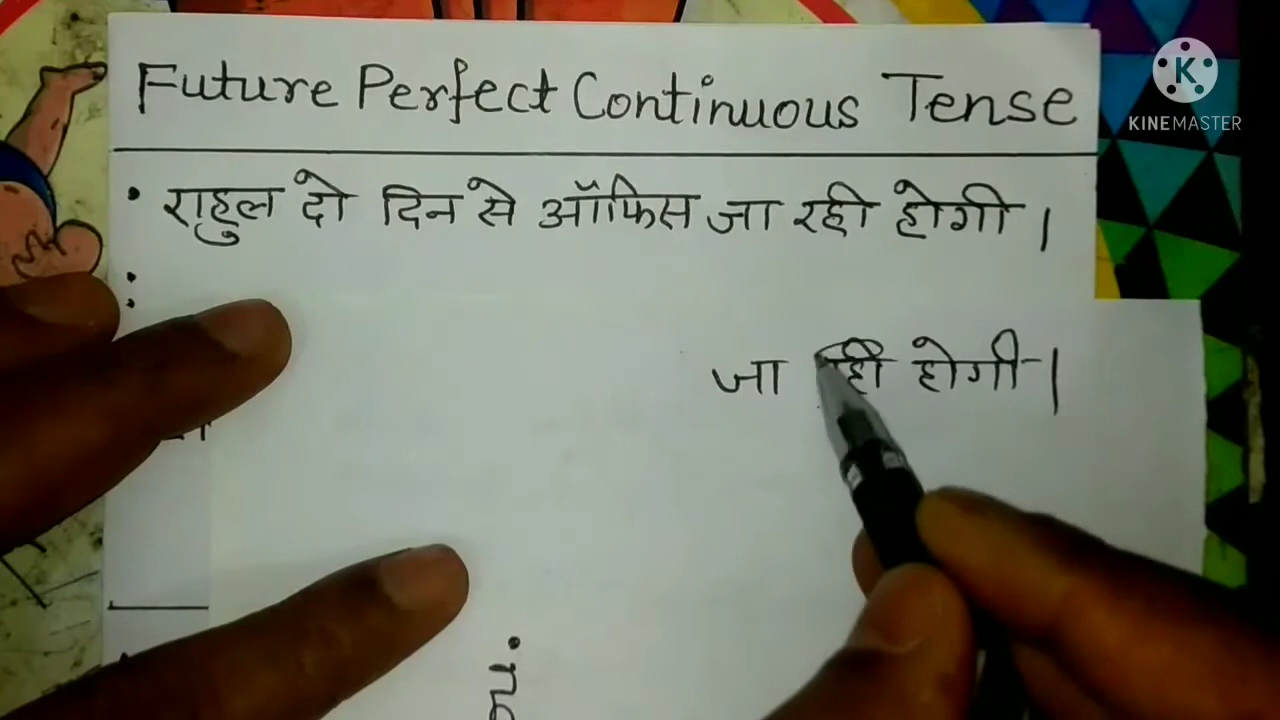 Future Perfect Continuous Tense
KINEMASTER
• राहुल दो दिन से ऑफिस जा रही होगी ।
जा रही होगी ।